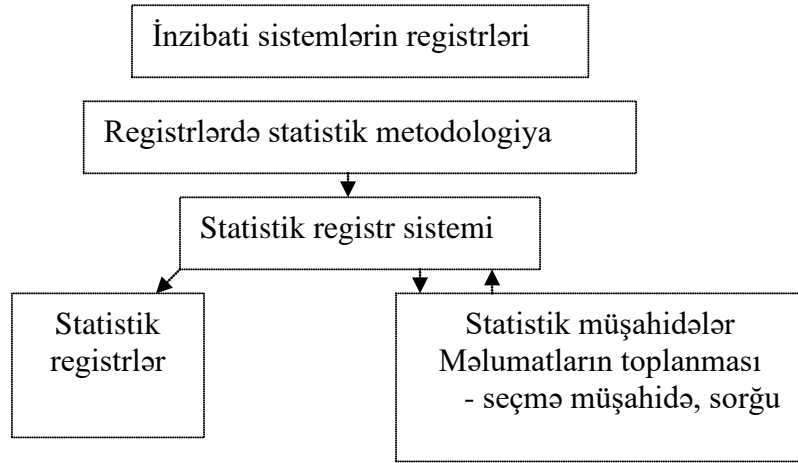 İnzibati sistemlərin registrləri
Registrlərdə statistik metodologiya
Statistik registr sistemi
Statistik
registrlər
Statistik müşahidələr
Məlumatların toplanması
- seçmə müşahidə, sorğu